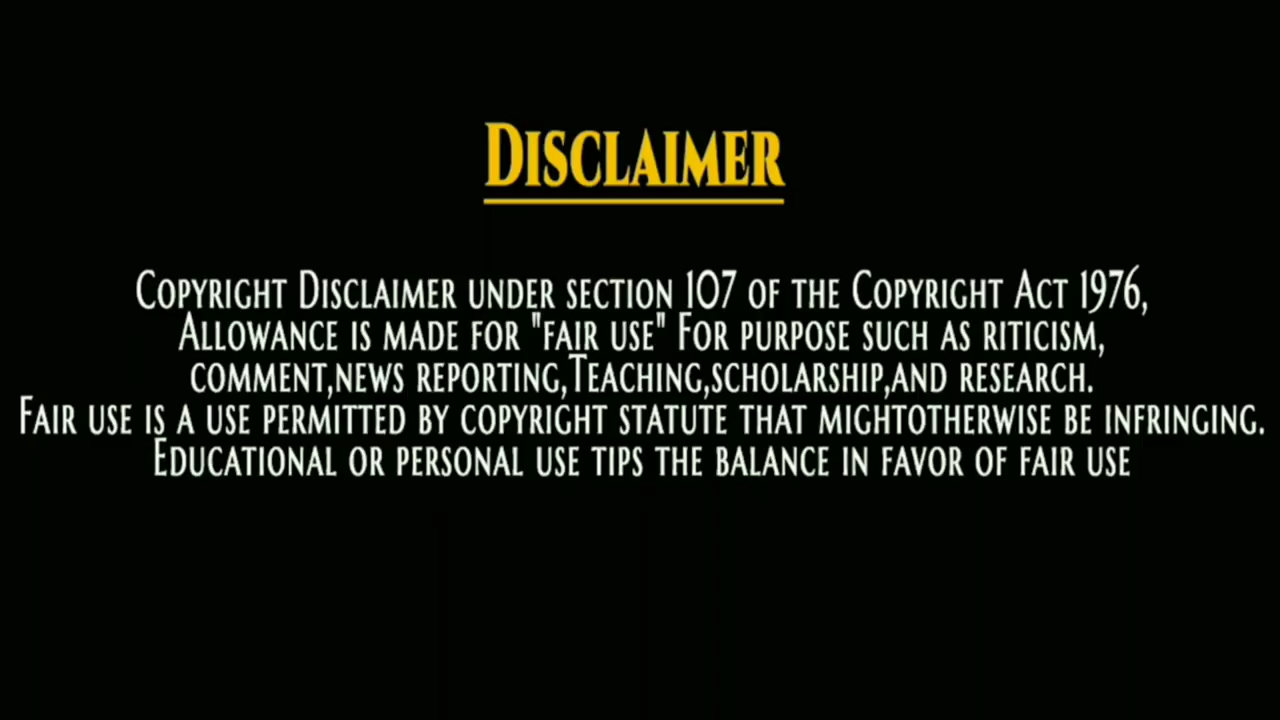 Disclaimer
Copyright Disclaimer under section 107 of the Copyright Act 1976,
Allowance is made for "fair use" For purpose such as riticism,
comment,news reporting,Teaching,scholarship,and research.
Fair use is a use permitted by copyright statute that mightotherwise be infringing.
Educational or personal use tips the balance in favor of fair use